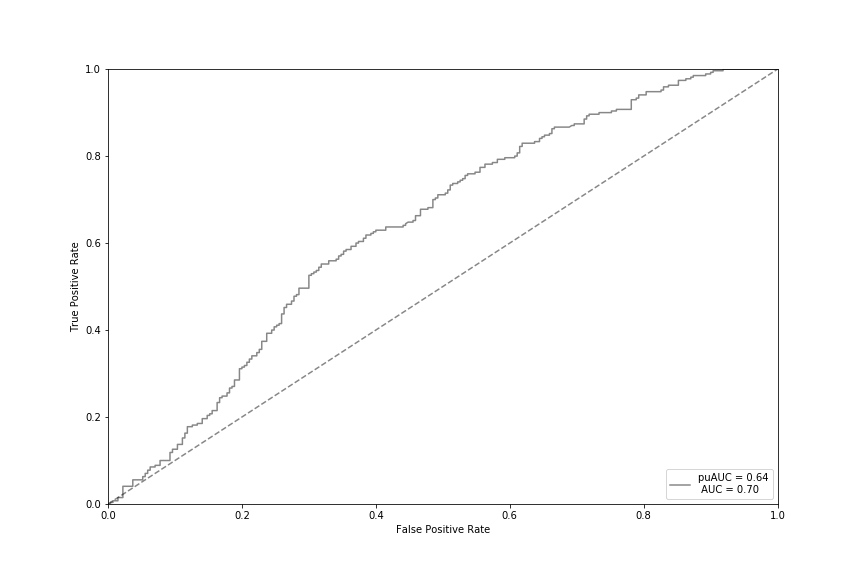 1.0
0.8
0.6
0.4
0.2
0.0
True Positive Rate
0.0 0.2 0.4 0.6 0.8 1.0
False Positive Rate
puAUC = 0.64
AUC = 0.70